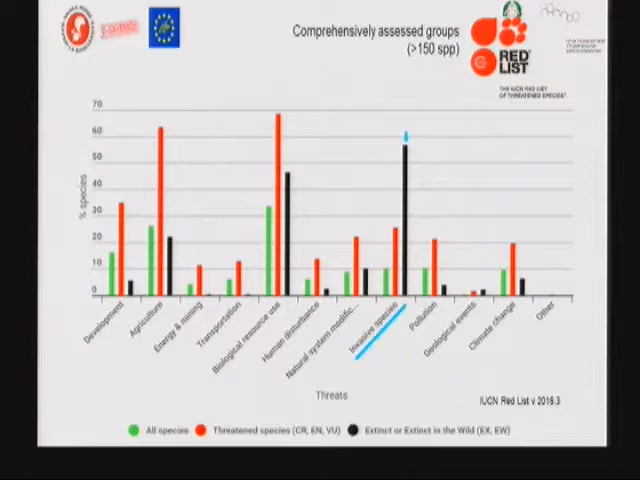 Comprehensively assessed groups
(>150 spp)
RED
LIST
THE IUCN RED LIST
OF THREATENED SPECIES
70
60
50
40
30
20
10
0
% species
Development
Agriculture
Energy & mining
Transportation
Biological resource use
Human disturbance
Natural system modific...
Invasive species
Pollution
Geological events
Climate change
Other
Threats
IUCN Red List v 2016.3
All species
Threatened species (CR, EN, VU)
Extinct or Extinct in the Wild (EX, EW)